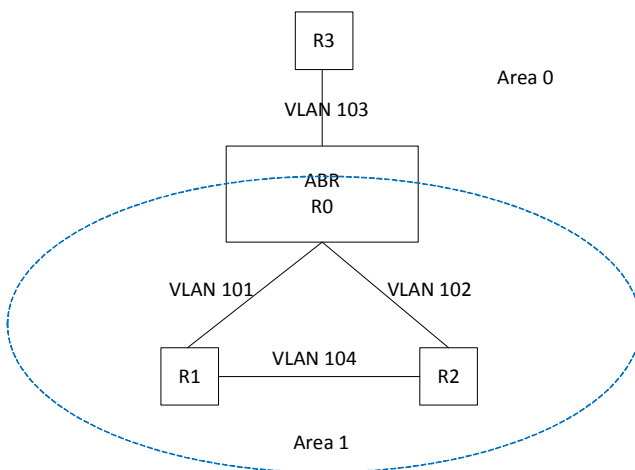 R3
Area 0
VLAN 103
ABR
R0
VLAN 101
VLAN 102
VLAN 104
R1
R2
Area 1